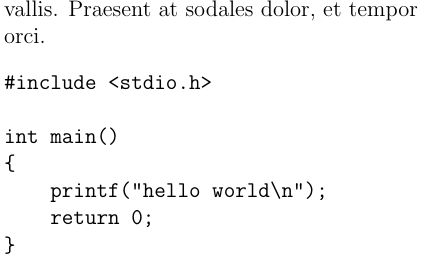 vallis. Praesent at sodales dolor, et tempor
orci.
#include <stdio.h>
int main()
{
    printf("hello world\n");
    return 0;
}